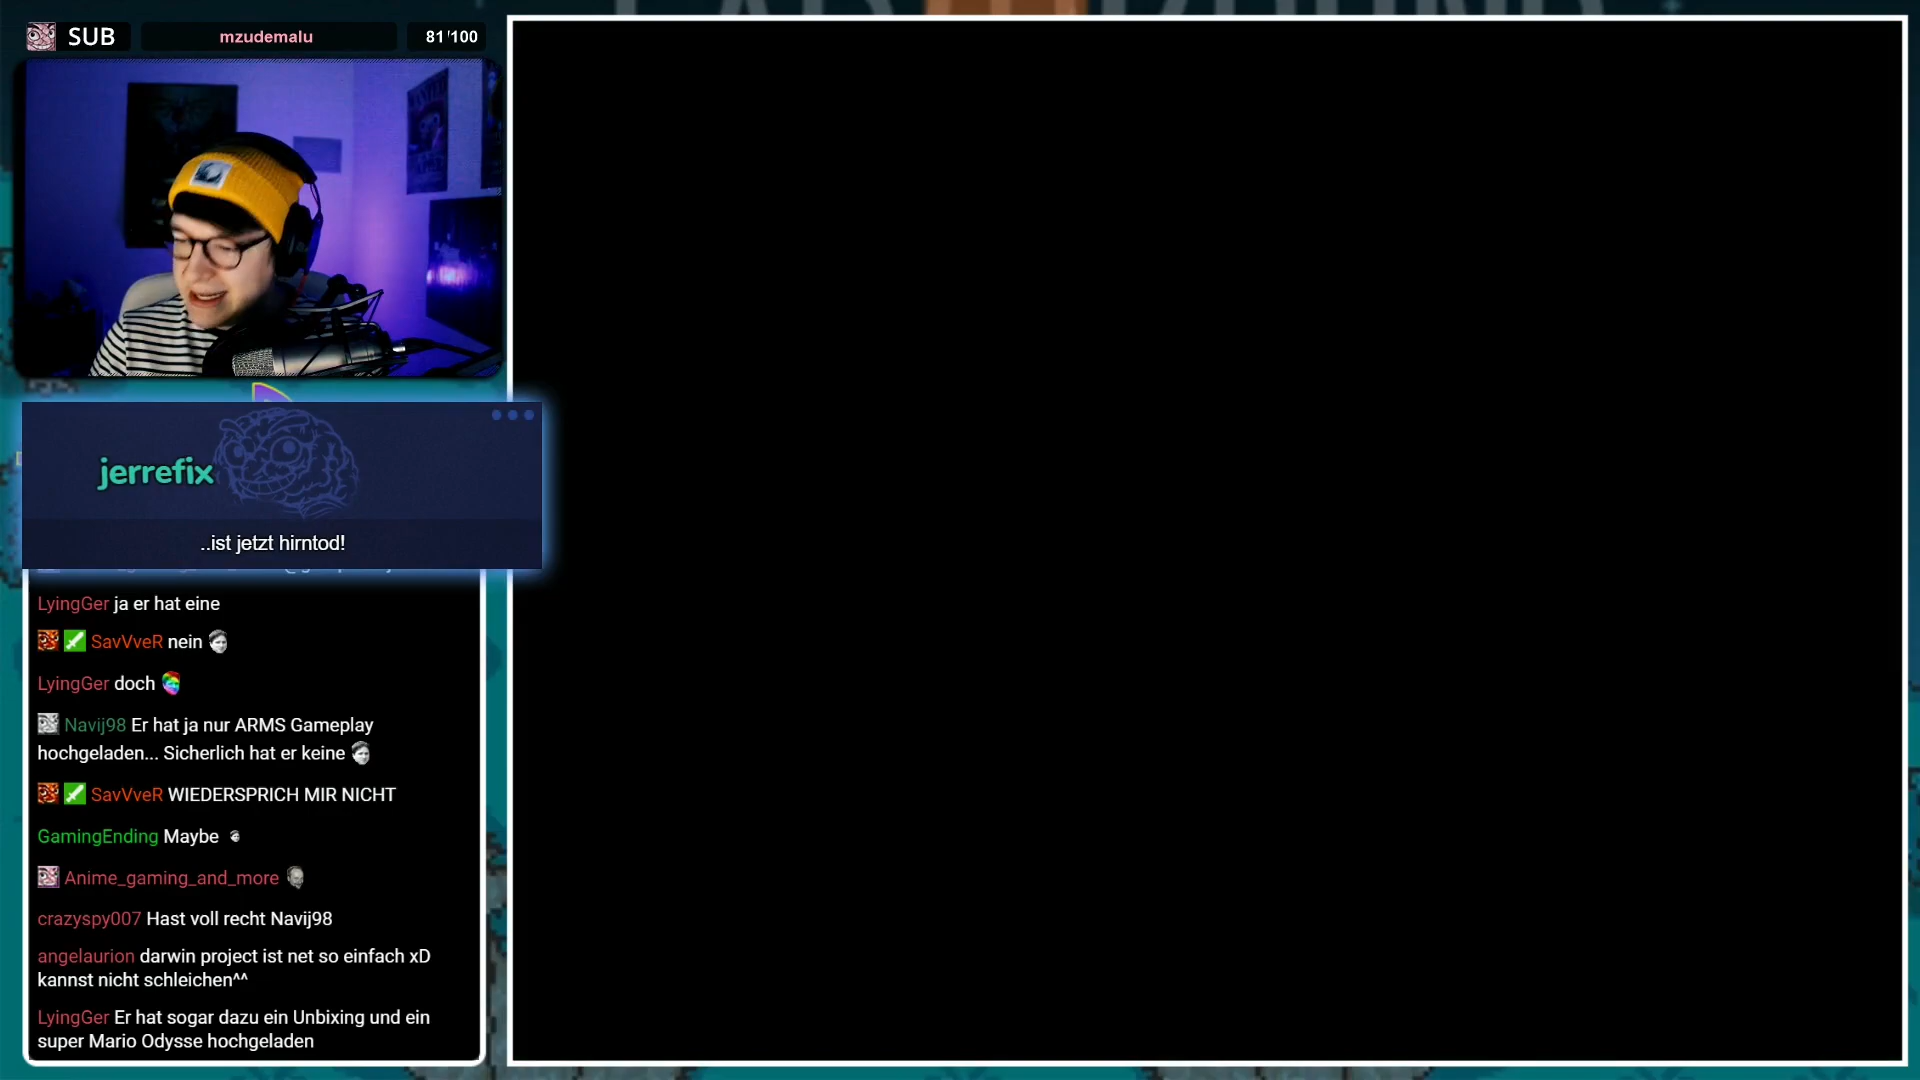 SUB
mzudemalu
81/100
jerrefix
..ist jetzt hirntod!
LyingGer ja er hat eine
SavVveR nein
LyingGer doch
Navij98 Er hat ja nur ARMS Gameplay
hochgeladen... Sicherlich hat er keine
SavVveR WIEDERSPRICH MIR NICHT
GamingEnding Maybe
Anime_gaming_and_more
crazyspy007 Hast voll recht Navij98
angelaurion darwin project ist net so einfach xD
kannst nicht schleichen^^
LyingGer Er hat sogar dazu ein Unbixing und ein
super Mario Odysse hochgeladen